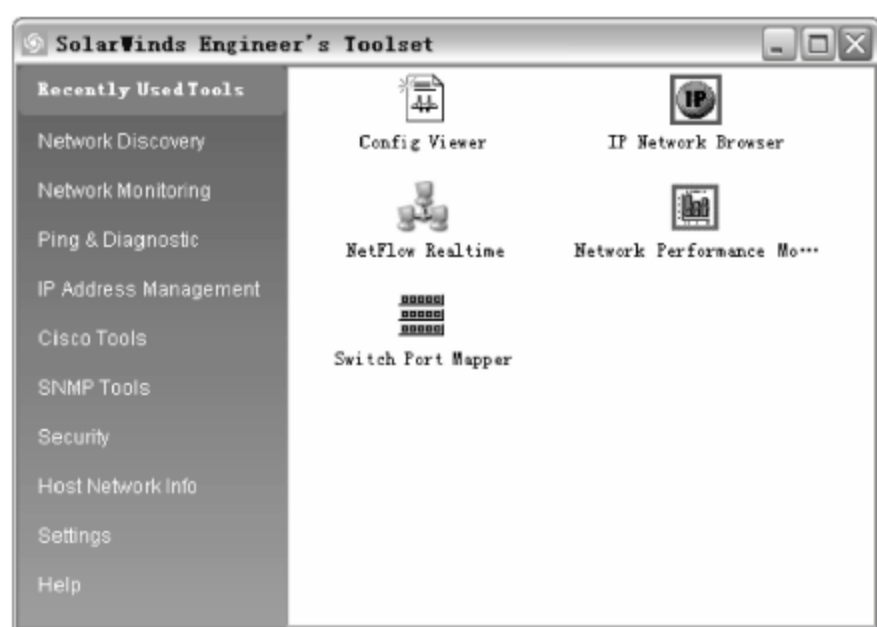 SolarWinds Engineer's Toolset
Recently Used Tools
Network Discovery
Network Monitoring
Ping & Diagnostic
IP Address Management
Cisco Tools
SNMP Tools
Security
Host Network Info
Settings
Help
Config Viewer
IP
IP Network Browser
NetFlow Realtime
Network Performance Mo…
Switch Port Mapper